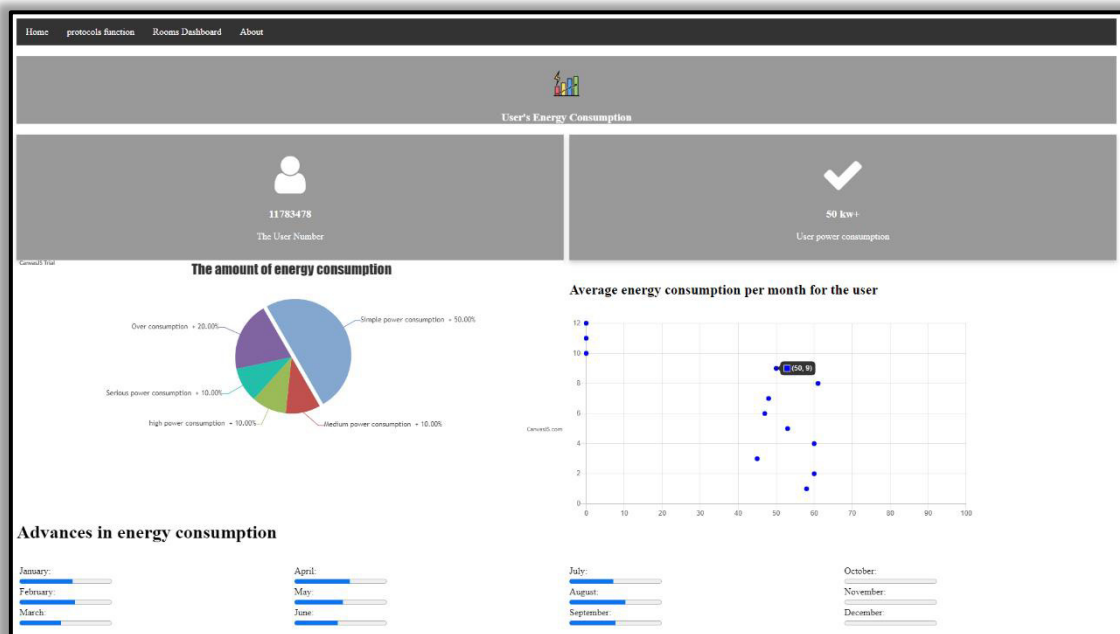 Home protocols function Rooms Dashboard About
User's Energy Consumption
11783478
The User Number
50 kw+
User power consumption
CanvasJS Trial
The amount of energy consumption
Over consumption - 20.00%
Simple power consumption - 50.00%
Serious power consumption - 10.00%
high power consumption - 10.00%
Medium power consumption - 10.00%
CanvasJS.com
Average energy consumption per month for the user
12
10
8
6
4
2
0
(50, 9)
0 10 20 30 40 50 60 70 80 90 100
Advances in energy consumption
January:
February:
March:
April:
May:
June:
July:
August:
September:
October:
November:
December: